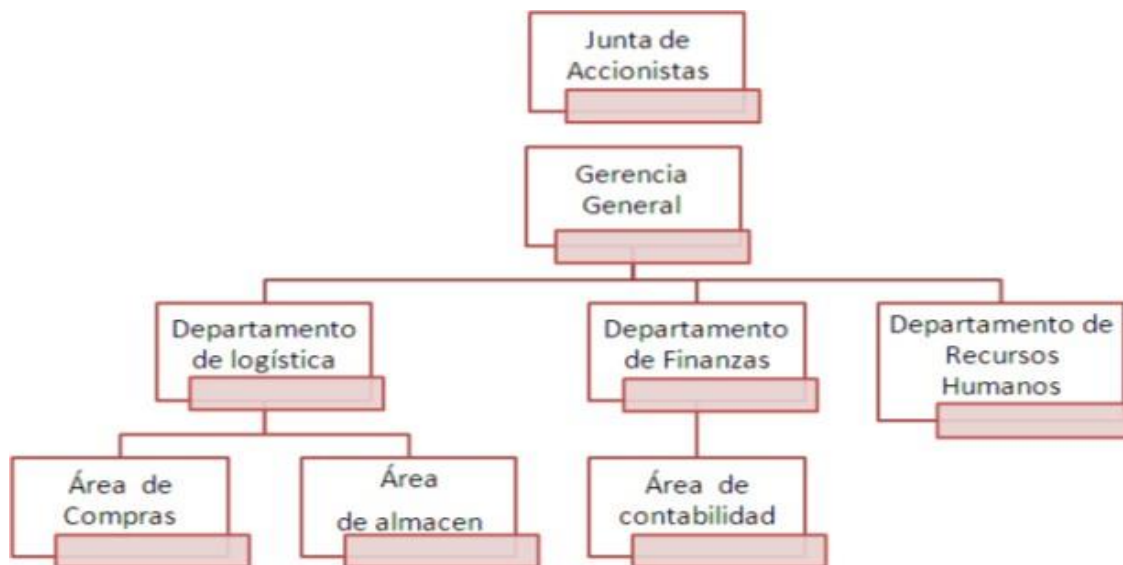 Junta de
Accionistas
Gerencia
General
Departamento
de logística
Departamento
de Finanzas
Departamento de
Recursos
Humanos
Área de
Compras
Área
de almacen
Área de
contabilidad